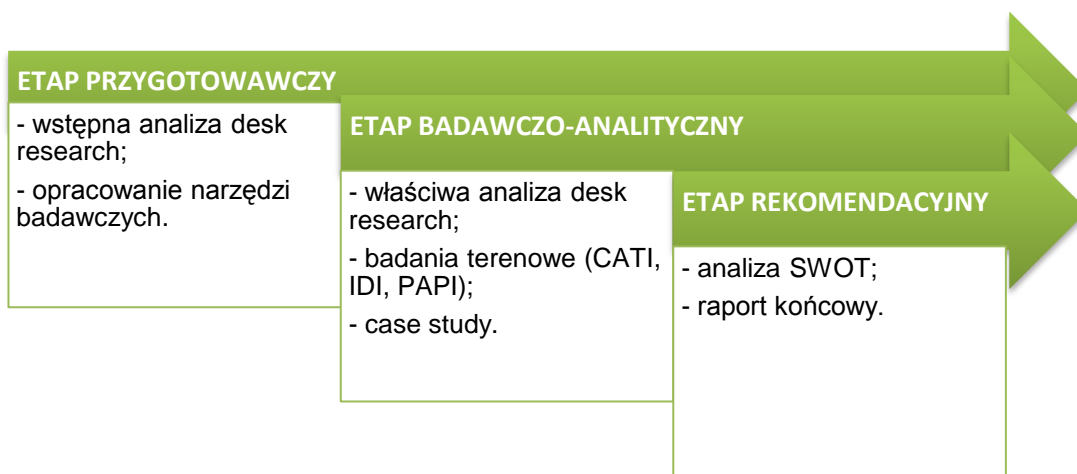 ETAP PRZYGOTOWAWCZY
- wstępna analiza desk
research;
- opracowanie narzędzi
badawczych.
ETAP BADAWCZO-ANALITYCZNY
- właściwa analiza desk
research;
- badania terenowe (CATI,
IDI, PAPI);
- case study.
ETAP REKOMENDACYJNY
- analiza SWOT;
- raport końcowy.